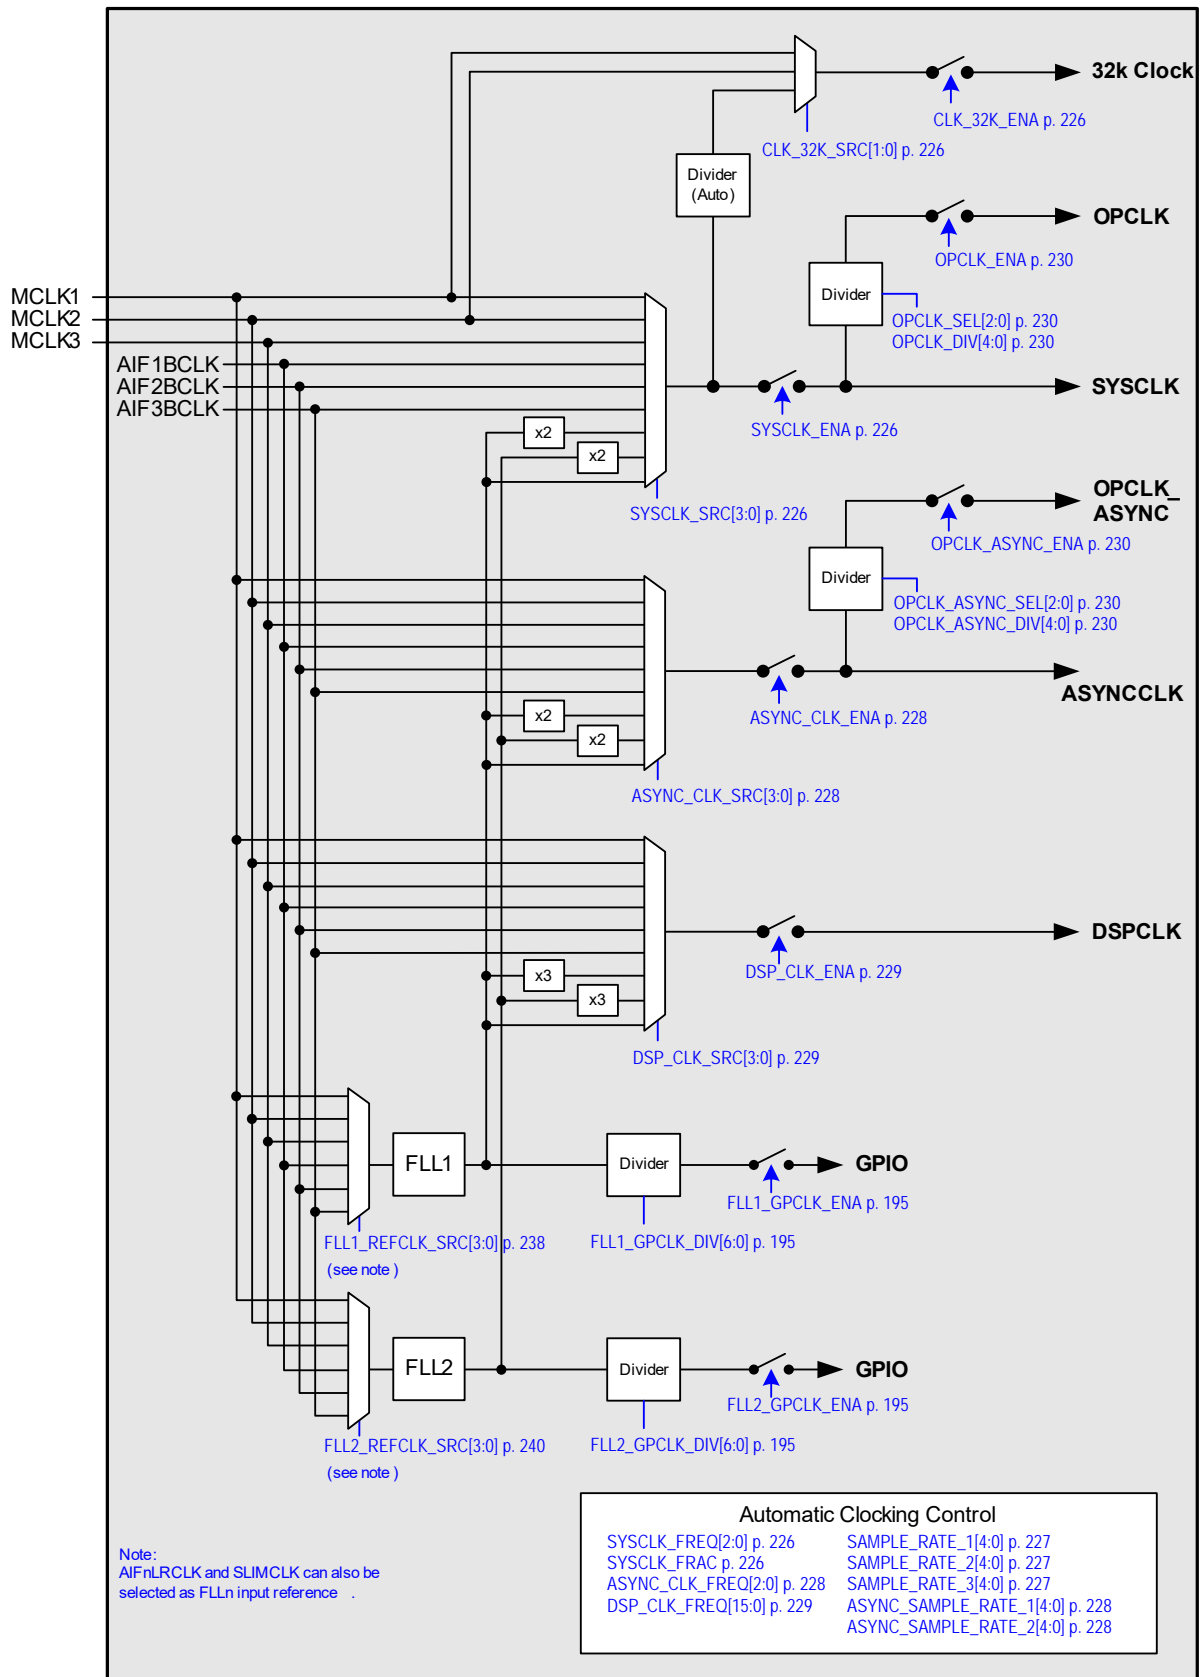 32k Clock
CLK_32K_ENA p. 226
CLK_32K_SRC[1:0] p. 226
Divider
(Auto)
OPCLK
OPCLK_ENA p. 230
Divider
OPCLK_SEL[2:0] p. 230
OPCLK_DIV[4:0] p. 230
MCLK1
MCLK2
MCLK3
AIF1BCLK
AIF2BCLK
AIF3BCLK
SYSCLK
SYSCLK_ENA p. 226
x2
x2
SYSCLK_SRC[3:0] p. 226
OPCLK_
ASYNC
OPCLK_ASYNC_ENA p. 230
Divider
OPCLK_ASYNC_SEL[2:0] p. 230
OPCLK_ASYNC_DIV[4:0] p. 230
ASYNCCLK
ASYNC_CLK_ENA p. 228
x2
x2
ASYNC_CLK_SRC[3:0] p. 228
DSPCLK
DSP_CLK_ENA p. 229
x3
x3
DSP_CLK_SRC[3:0] p. 229
FLL1
Divider
GPIO
FLL1_GPCLK_ENA p. 195
FLL1_REFCLK_SRC[3:0] p. 238
(see note )
FLL1_GPCLK_DIV[6:0] p. 195
FLL2
Divider
GPIO
FLL2_GPCLK_ENA p. 195
FLL2_REFCLK_SRC[3:0] p. 240
(see note )
FLL2_GPCLK_DIV[6:0] p. 195
Note:
AIFnLRCLK and SLIMCLK can also be
selected as FLLn input reference .
Automatic Clocking Control
SYSCLK_FREQ[2:0] p. 226
SYSCLK_FRAC p. 226
ASYNC_CLK_FREQ[2:0] p. 228
DSP_CLK_FREQ[15:0] p. 229
SAMPLE_RATE_1[4:0] p. 227
SAMPLE_RATE_2[4:0] p. 227
SAMPLE_RATE_3[4:0] p. 227
ASYNC_SAMPLE_RATE_1[4:0] p. 228
ASYNC_SAMPLE_RATE_2[4:0] p. 228